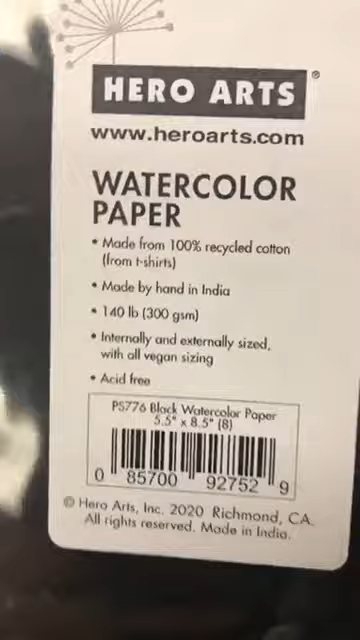 HERO ARTS®
www.heroarts.com
WATERCOLOR
PAPER
• Made from 100% recycled cotton
(from t-shirts)
• Made by hand in India
• 140 lb (300 gsm)
• Internally and externally sized,
with all vegan sizing
• Acid free
PS776 Black Watercolor Paper
5.5" x 8.5" (8)
0 85700 92752 9
© Hero Arts, Inc. 2020 Richmond, CA.
All rights reserved. Made in India.